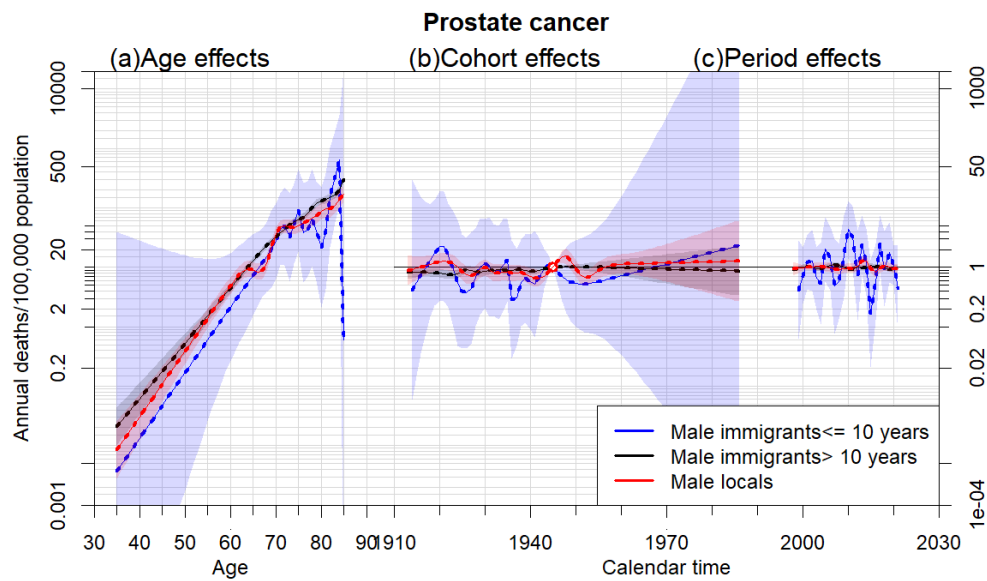 Prostate cancer
(a)Age effects (b)Cohort effects (c)Period effects
Annual deaths/100,000 population
10000
500
20
2
0.2
0.001
1000
50
1
0.2
0.02
1e-04
Male immigrants<= 10 years
Male immigrants> 10 years
Male locals
30 40 50 60 70 80 90 1910 1940 1970 2000 2030
Age Calendar time